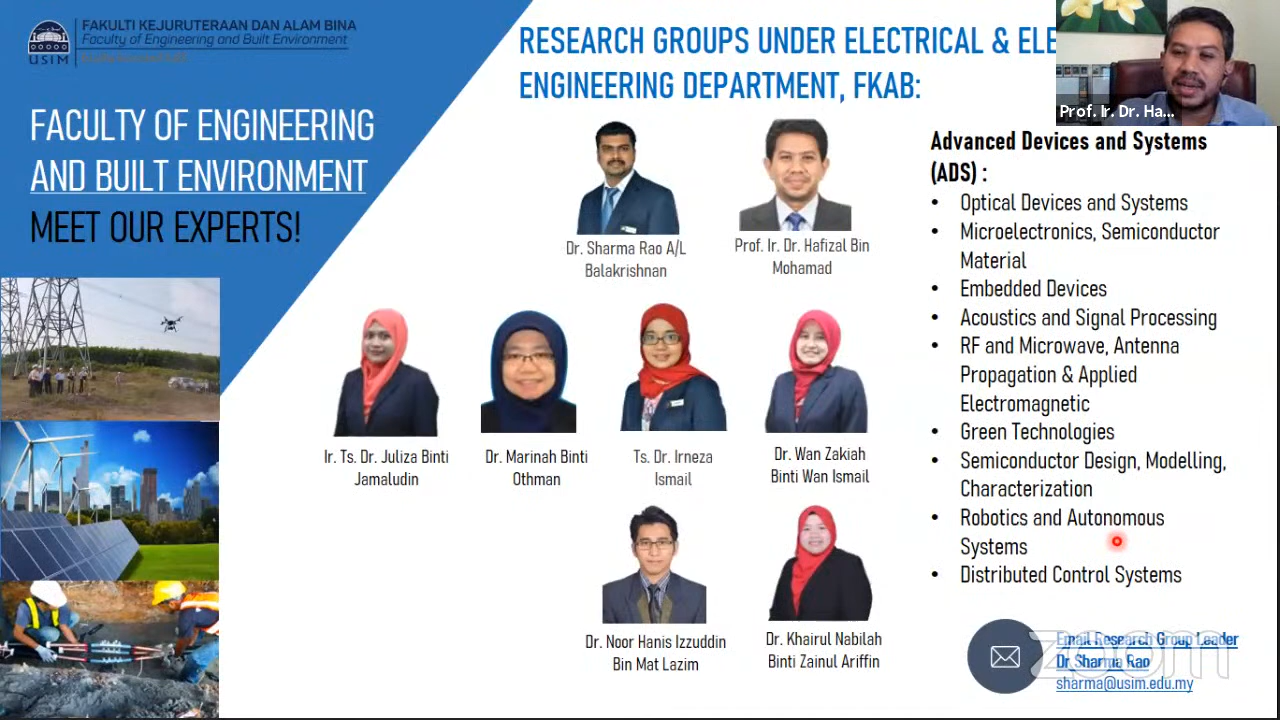 FAKULTI KEJURUTERAAN DAN ALAM BINA
Faculty of Engineering and Built Environment
USIM
FACULTY OF ENGINEERING
AND BUILT ENVIRONMENT
MEET OUR EXPERTS!
RESEARCH GROUPS UNDER ELECTRICAL & ELE
ENGINEERING DEPARTMENT, FKAB:
Prof. Ir. Dr. Ha...
Dr. Sharma Rao A/L
Balakrishnan
Prof. Ir. Dr. Hafizal Bin
Mohamad
Ir. Ts. Dr. Juliza Binti
Jamaludin
Dr. Marinah Binti
Othman
Ts. Dr. Irneza
Ismail
Dr. Wan Zakiah
Binti Wan Ismail
Dr. Noor Hanis Izzuddin
Bin Mat Lazim
Dr. Khairul Nabilah
Binti Zainul Ariffin
Advanced Devices and Systems
(ADS) :
• Optical Devices and Systems
• Microelectronics, Semiconductor
Material
• Embedded Devices
• Acoustics and Signal Processing
• RF and Microwave, Antenna
Propagation & Applied
Electromagnetic
• Green Technologies
• Semiconductor Design, Modelling,
Characterization
• Robotics and Autonomous
Systems
• Distributed Control Systems
Email Research Group Leader
Dr Sharma Rao
sharma@usim.edu.my
zoom